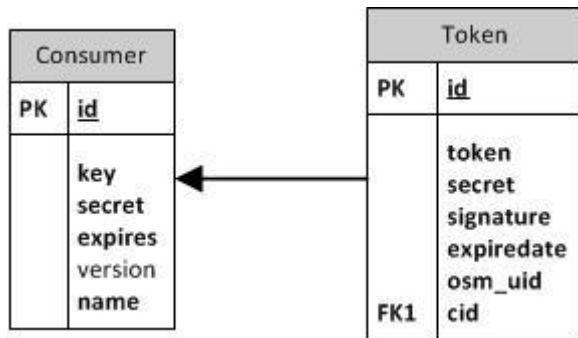 Consumer
PK id
key
secret
expires
version
name
Token
PK id
token
secret
signature
expiredate
osm_uid
FK1 cid